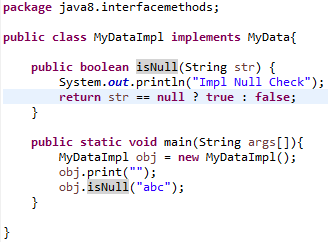 package java8.interfacemethods;
public class MyDataImpl implements MyData{
public boolean isNull(String str) {
System.out.println("Impl Null Check");
return str == null ? true : false;
}
public static void main(String args[]){
MyDataImpl obj = new MyDataImpl();
obj.print("");
obj.isNull("abc");
}
}